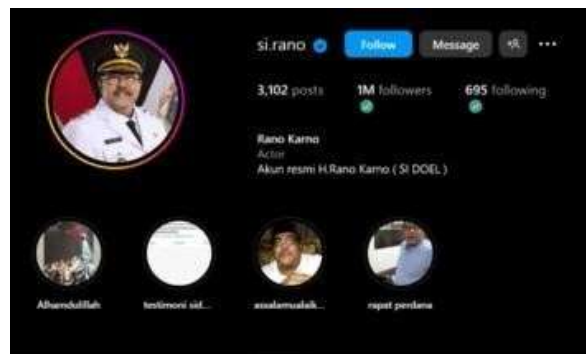 si.rano Follow Message
3,102 posts 1M followers 695 following
Rano Karno
Actor
Akun resmi H.Rano Karno ( SI DOEL )
Alhamdulillah testimoni sid... assalamualaik... rapat perdana